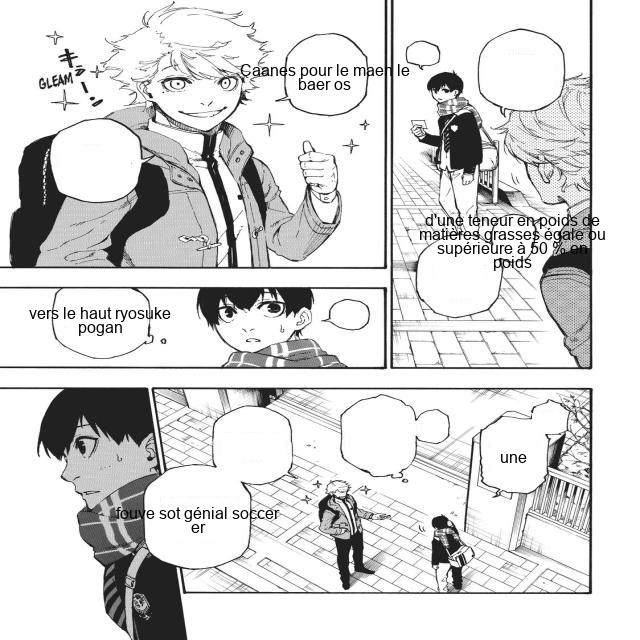 キラーン
GLEAM
Caanes pour le maen le
baer os
d'une teneur en poids de
matières grasses égale ou
supérieure à 50 % en
poids
vers le haut ryosuke
pogan
une
fouve sot génial soccer
er